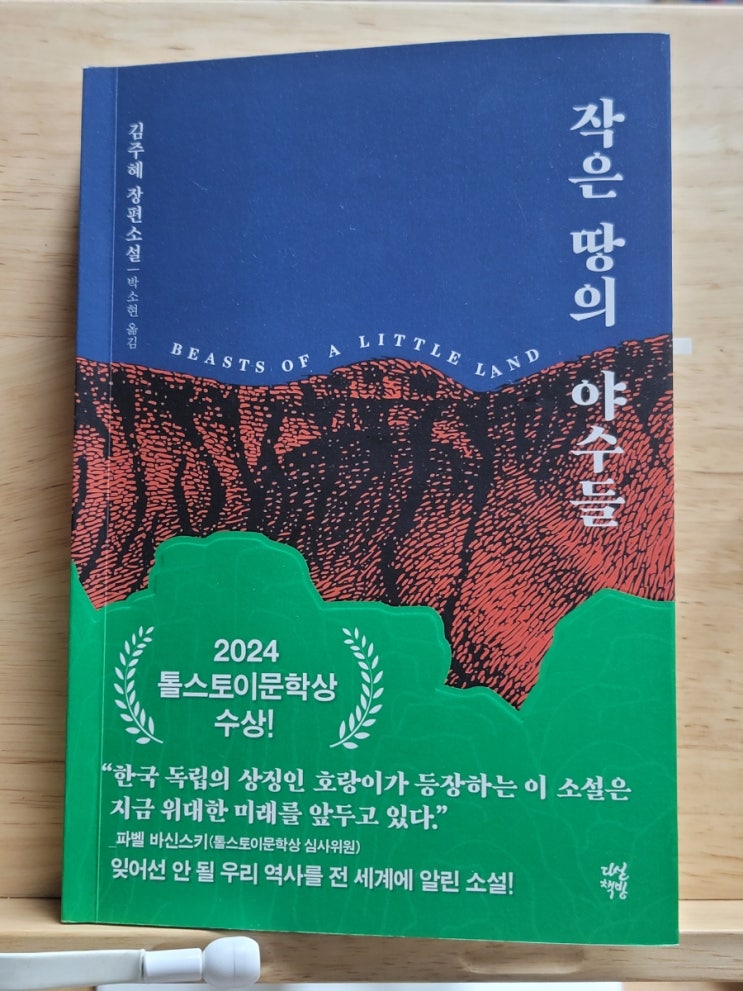 작은 땅의 야수들
김주혜 장편소설 | 박소현 옮김
BEASTS OF A LITTLE LAND
2024
톨스토이문학상
수상!
“한국 독립의 상징인 호랑이가 등장하는 이 소설은
지금 위대한 미래를 앞두고 있다.”
_파벨 바신스키(톨스토이문학상 심사위원)
잊어선 안 될 우리 역사를 전 세계에 알린 소설!
다산
책방